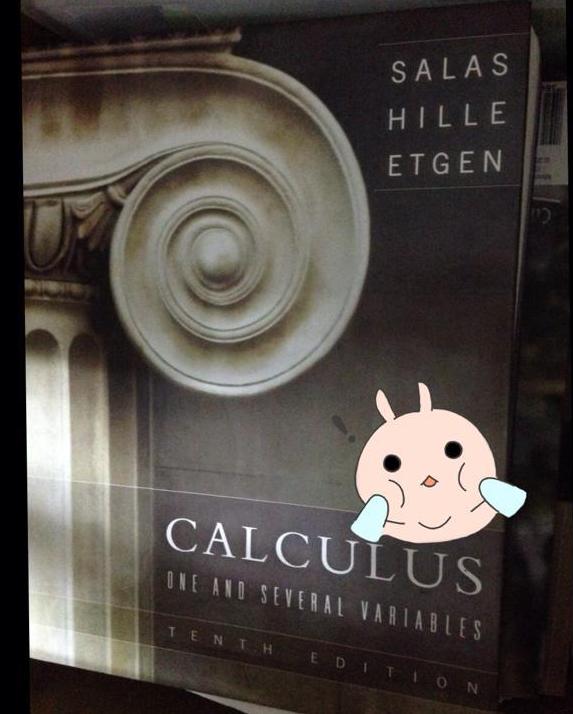 SALAS
HILLE
ETGEN
CALCULUS
ONE AND SEVERAL VARIABLES
TENTH EDITION